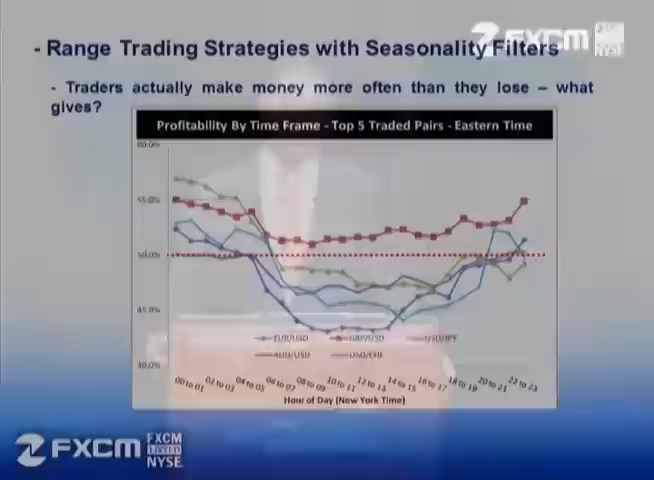 - Range Trading Strategies with Seasonality Filters
FXCM
NYSE
- Traders actually make money more often than they lose – what
gives?
Profitability By Time Frame - Top 5 Traded Pairs - Eastern Time
60.0%
55.0%
50.0%
45.0%
40.0%
EUR/USD GBP/USD USD/JPY
AUD/USD USD/CHF
00 to 01 02 to 03 04 to 05 06 to 07 08 to 09 10 to 11 12 to 13 14 to 15 16 to 17 18 to 19 20 to 21 22 to 23
Hour of Day (New York Time)
FXCM FXCM
LISTED
NYSE